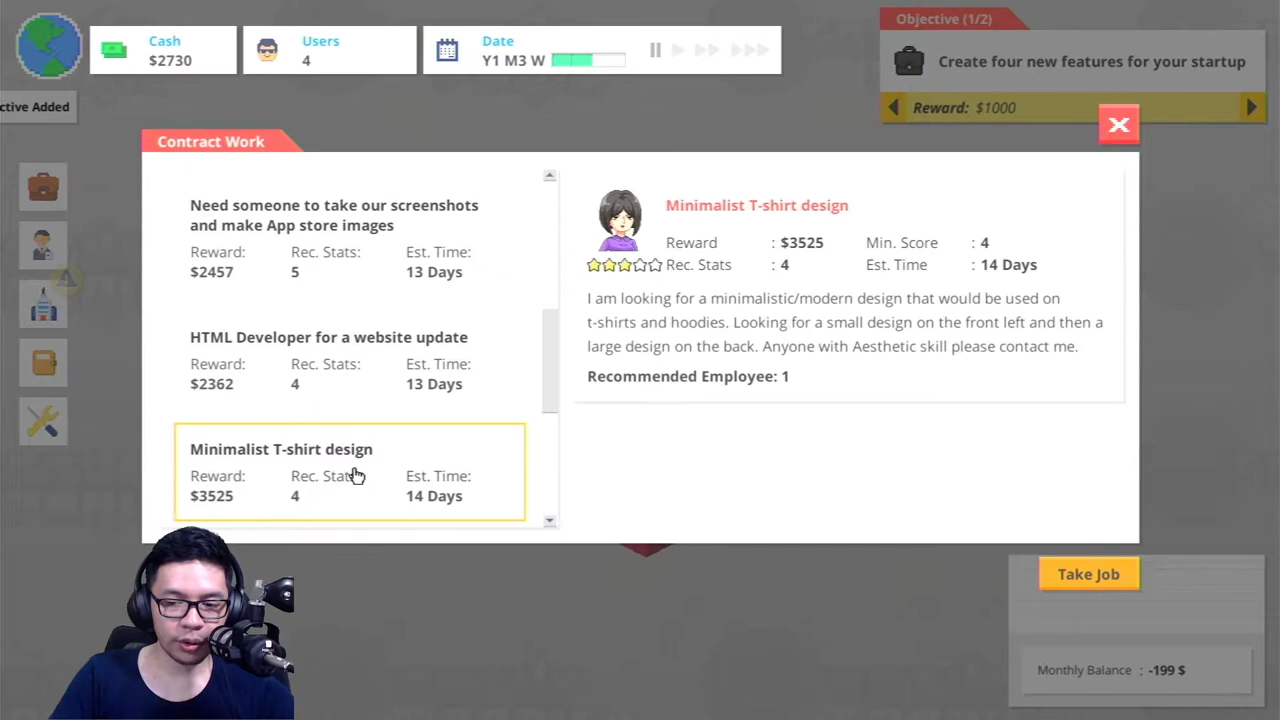 Cash
$2730
Users
4
Date
Y1 M3 W
Objective (1/2)
Create four new features for your startup
Reward: $1000
ctive Added
Contract Work
Need someone to take our screenshots
and make App store images
Reward: Rec. Stats: Est. Time:
$2457 5 13 Days
HTML Developer for a website update
Reward: Rec. Stats: Est. Time:
$2362 4 13 Days
Minimalist T-shirt design
Reward: Rec. Stat Est. Time:
$3525 4 14 Days
Minimalist T-shirt design
Reward : $3525 Min. Score : 4
Rec. Stats : 4 Est. Time : 14 Days
I am looking for a minimalistic/modern design that would be used on
t-shirts and hoodies. Looking for a small design on the front left and then a
large design on the back. Anyone with Aesthetic skill please contact me.
Recommended Employee: 1
Take Job
Monthly Balance : -199 $